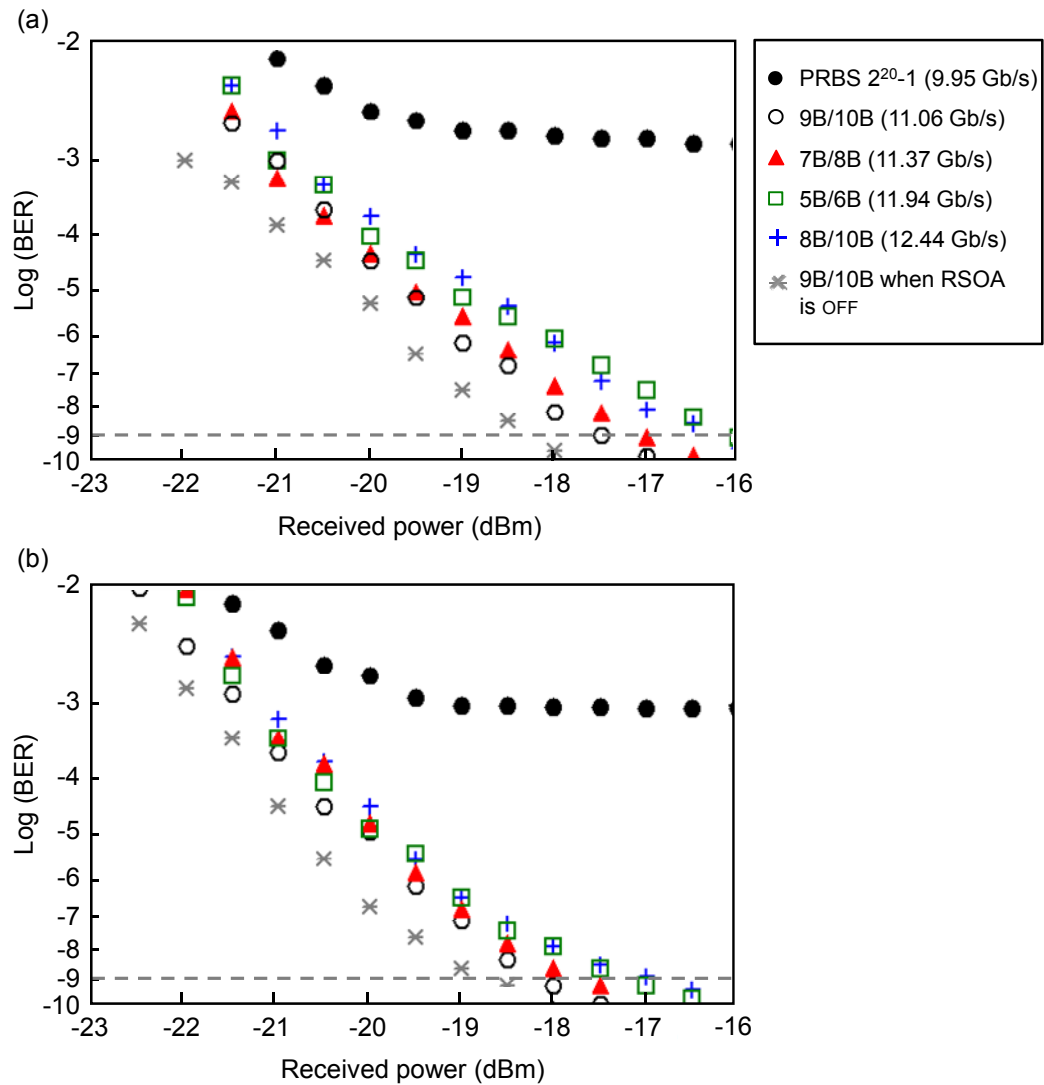 (a)
-2
-3
-4
-5
-6
-7
-8
-9
-10
Log (BER)
-23 -22 -21 -20 -19 -18 -17 -16
Received power (dBm)
PRBS 2²⁰-1 (9.95 Gb/s)
9B/10B (11.06 Gb/s)
7B/8B (11.37 Gb/s)
5B/6B (11.94 Gb/s)
8B/10B (12.44 Gb/s)
9B/10B when RSOA
is OFF
(b)
-2
-3
-4
-5
-6
-7
-8
-9
-10
Log (BER)
-23 -22 -21 -20 -19 -18 -17 -16
Received power (dBm)